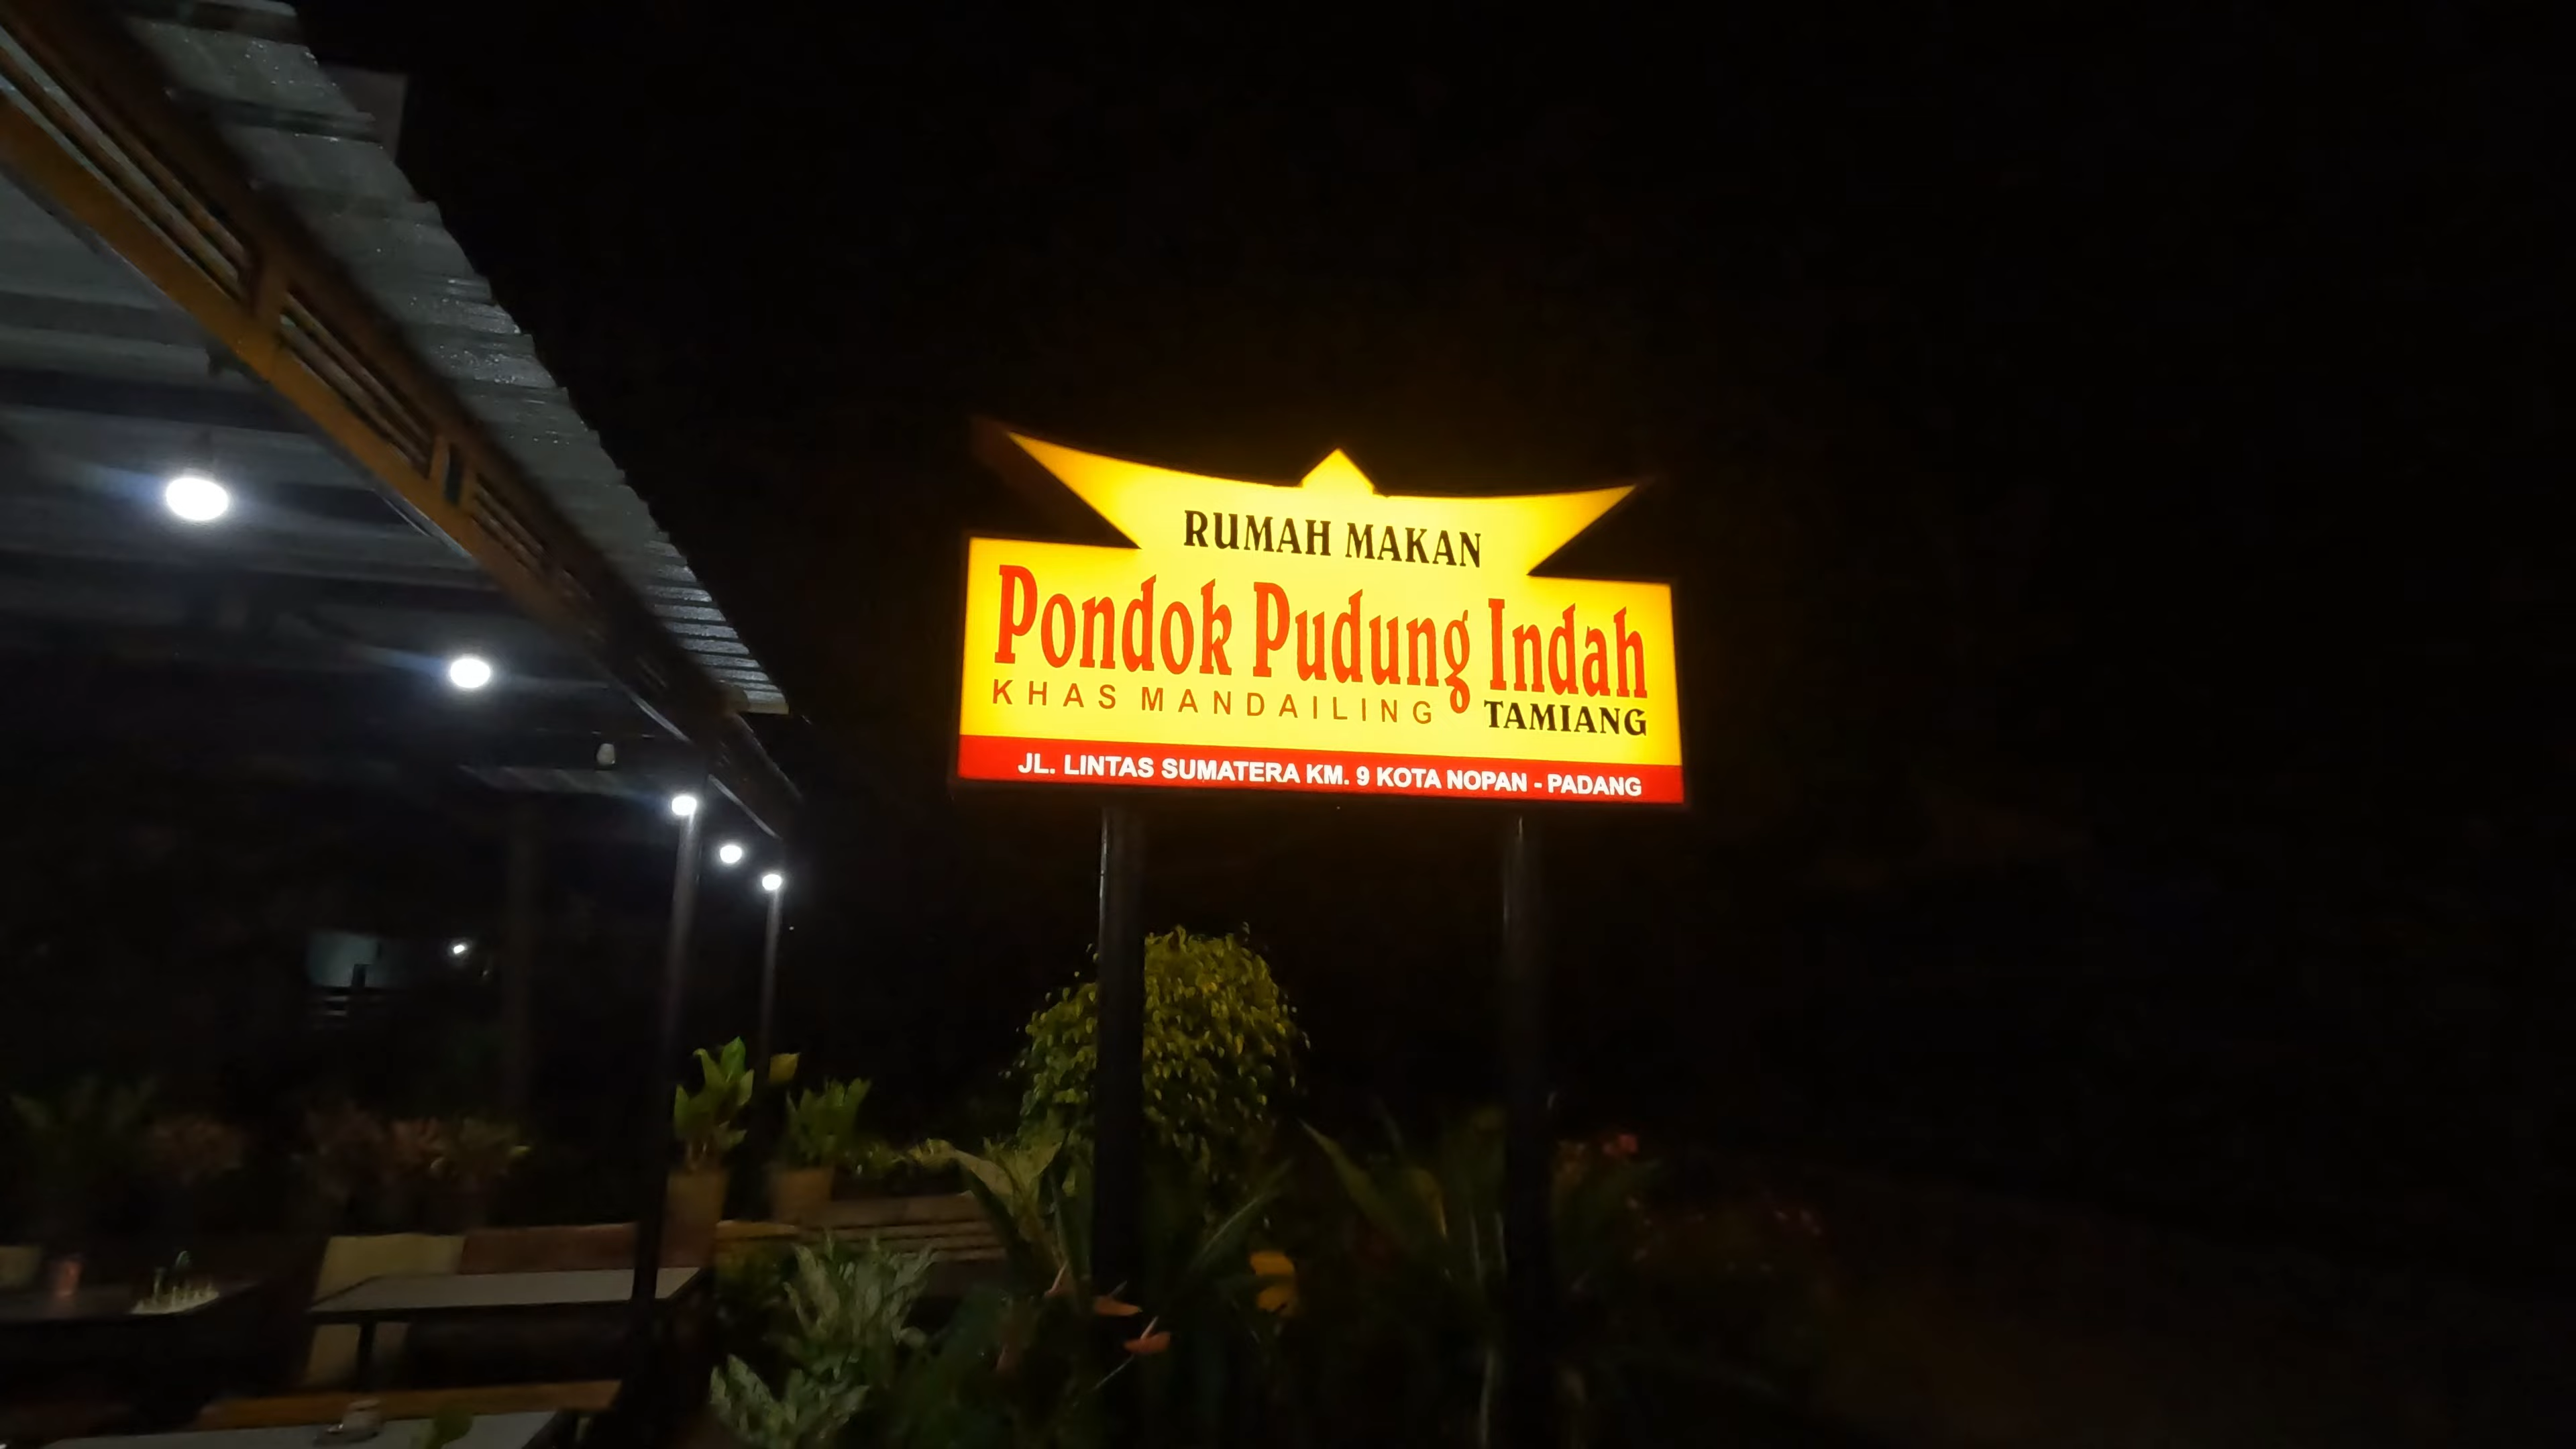 RUMAH MAKAN
Pondok Pudung Indah
KHAS MANDAILING TAMIANG
JL. LINTAS SUMATERA KM. 9 KOTA NOPAN - PADANG